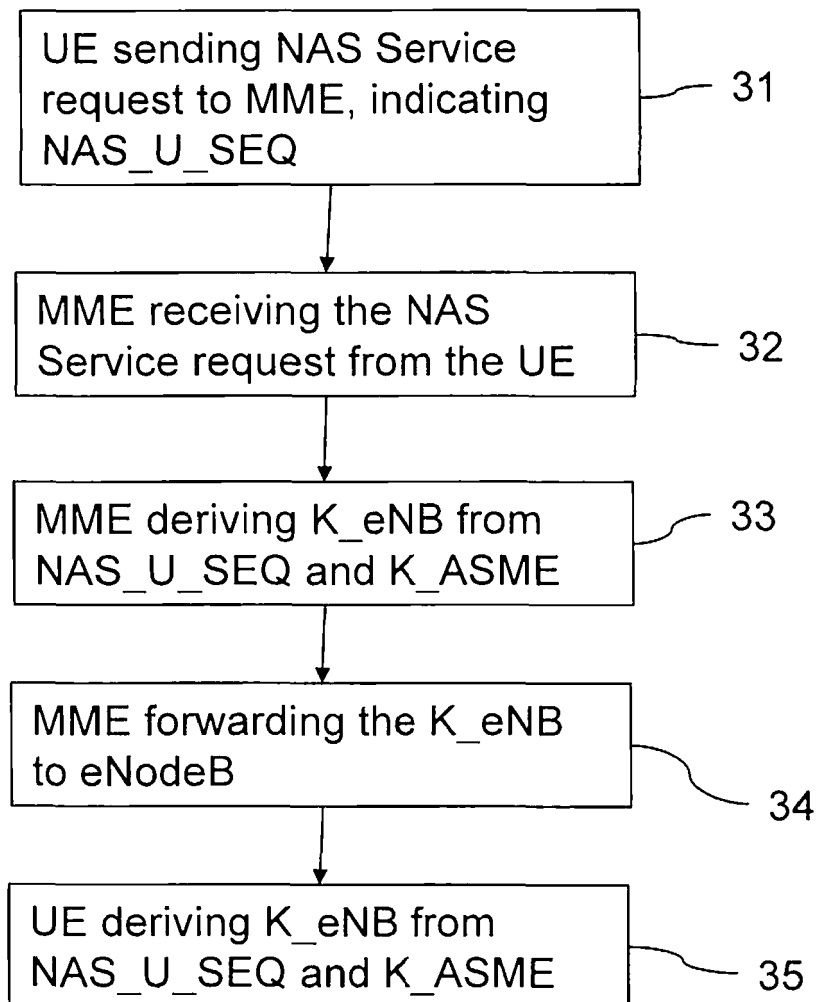 UE sending NAS Service
request to MME, indicating
NAS_U_SEQ
31
MME receiving the NAS
Service request from the UE
32
MME deriving K_eNB from
NAS_U_SEQ and K_ASME
33
MME forwarding the K_eNB
to eNodeB
34
UE deriving K_eNB from
NAS_U_SEQ and K_ASME
35